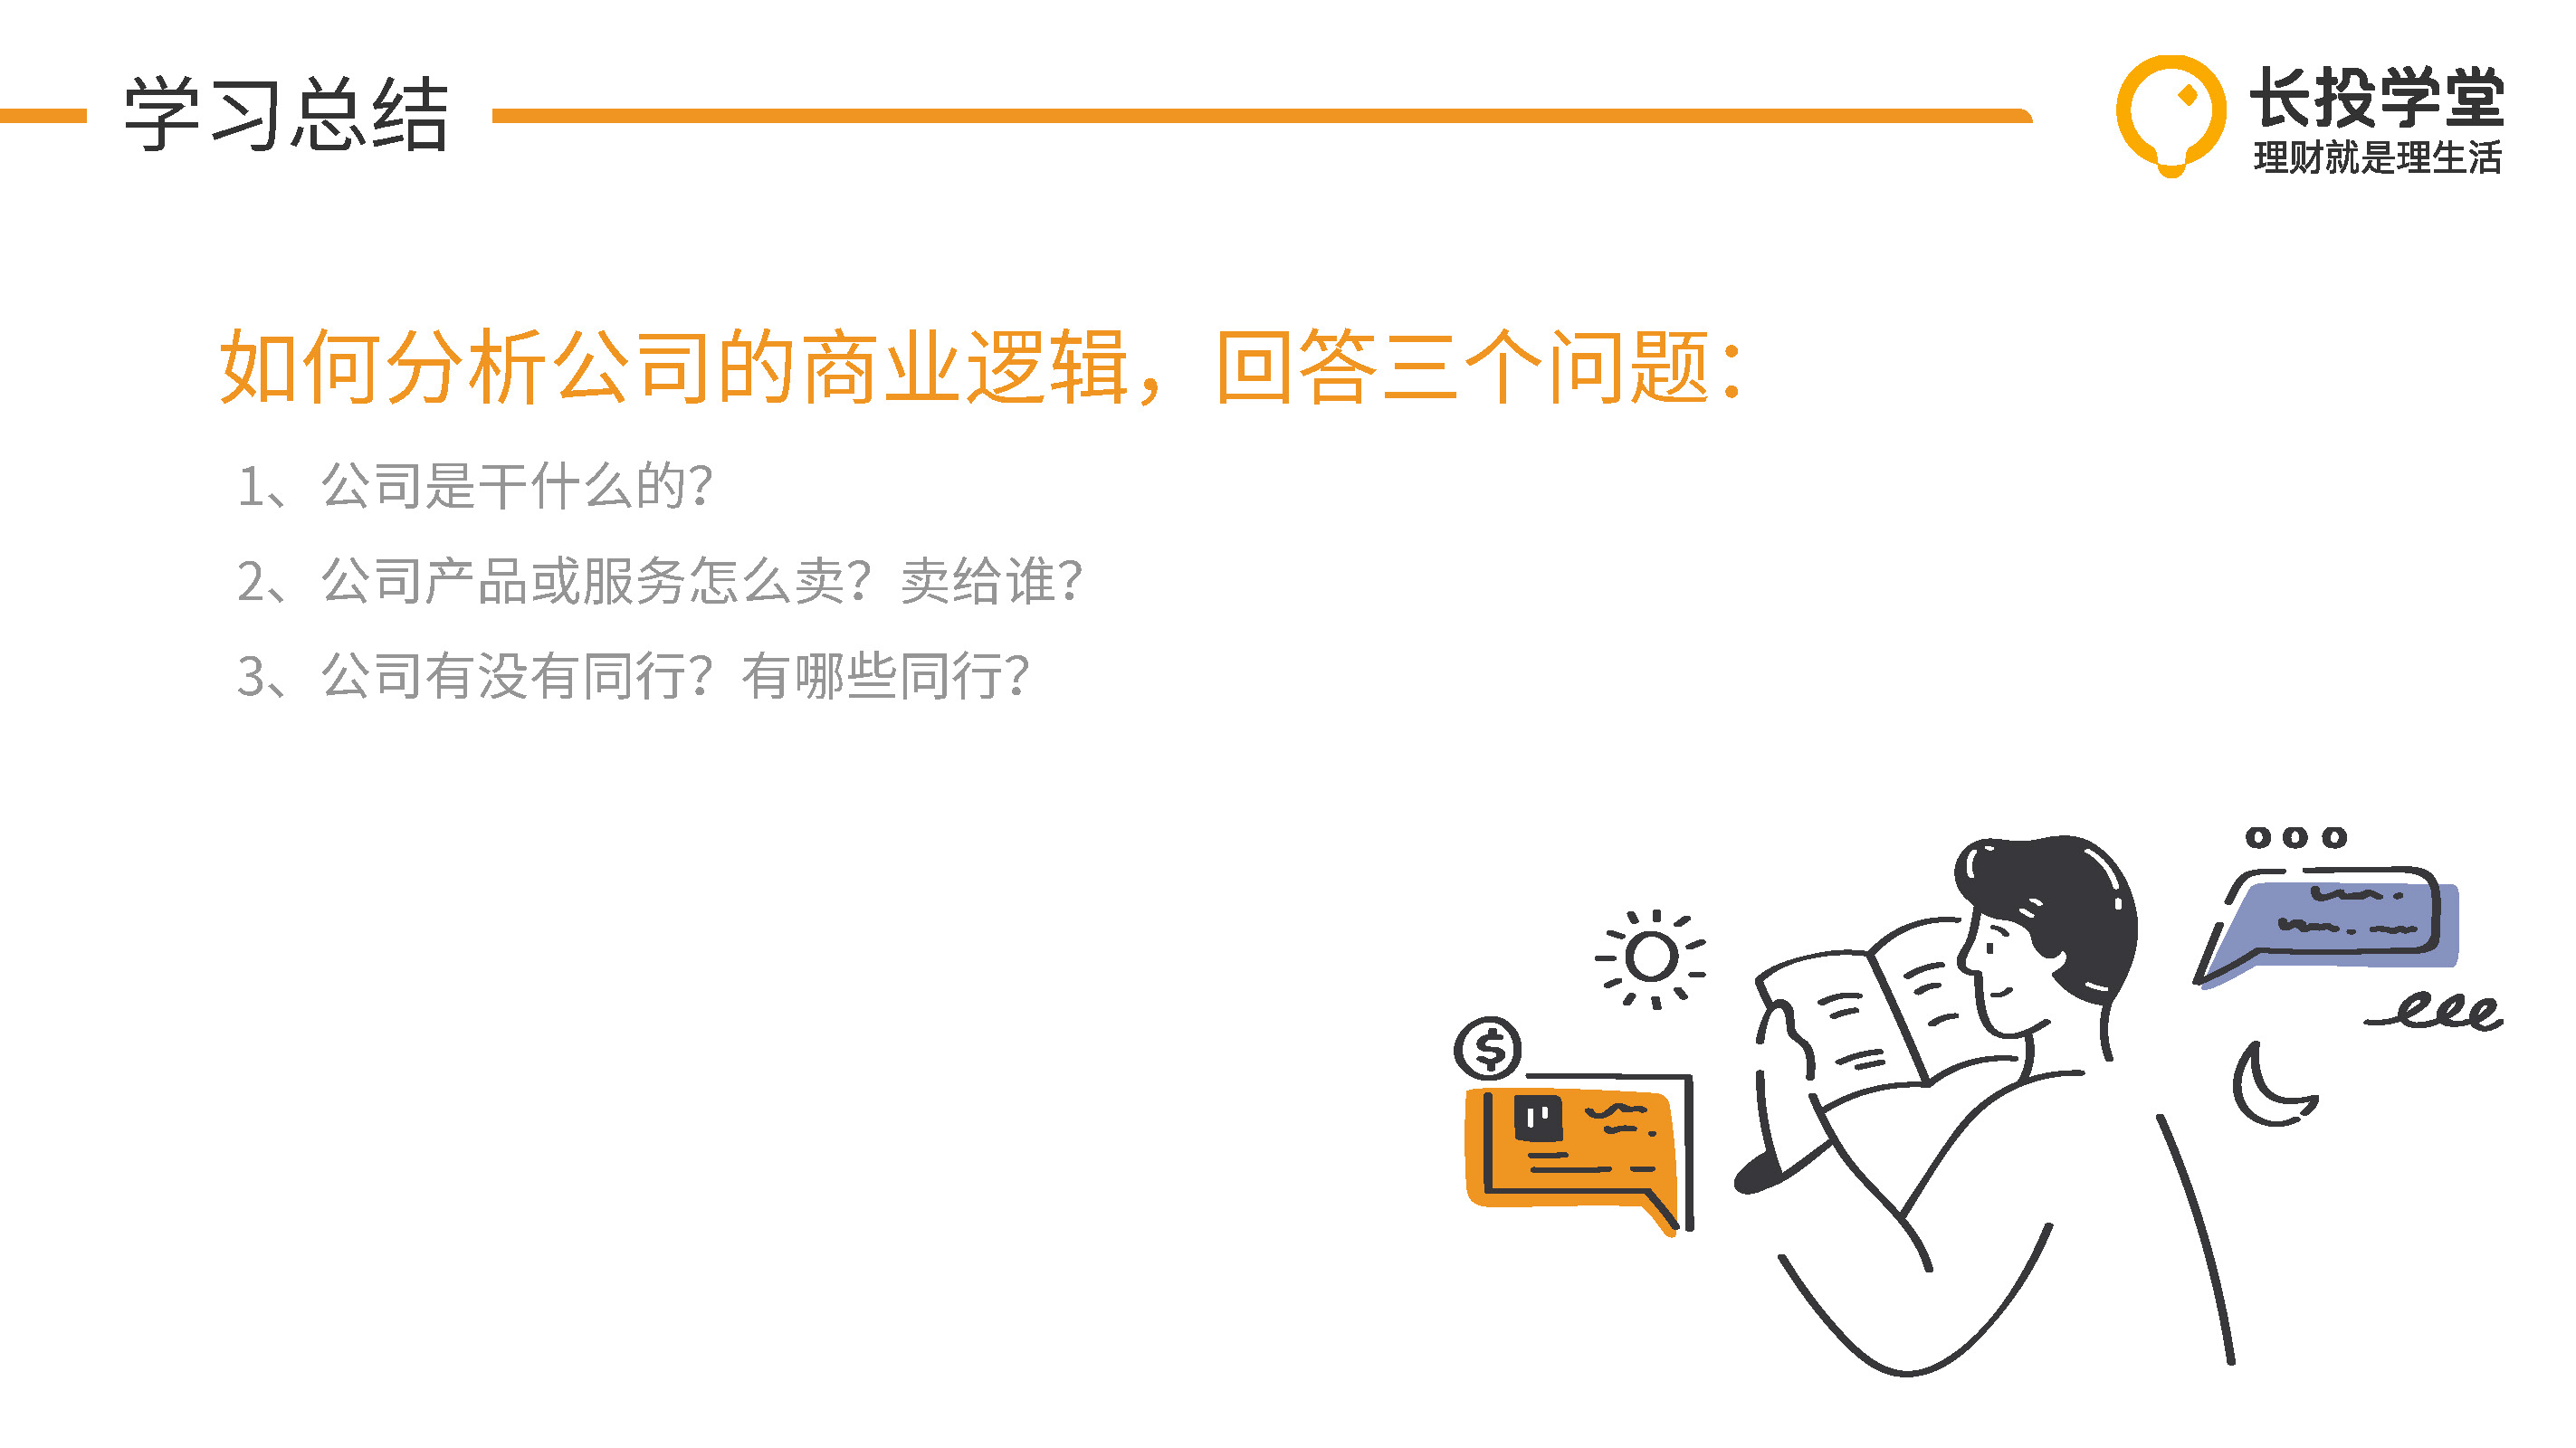 学习总结
长投学堂
理财就是理生活
如何分析公司的商业逻辑，回答三个问题：
1、公司是干什么的？
2、公司产品或服务怎么卖？卖给谁？
3、公司有没有同行？有哪些同行？
$